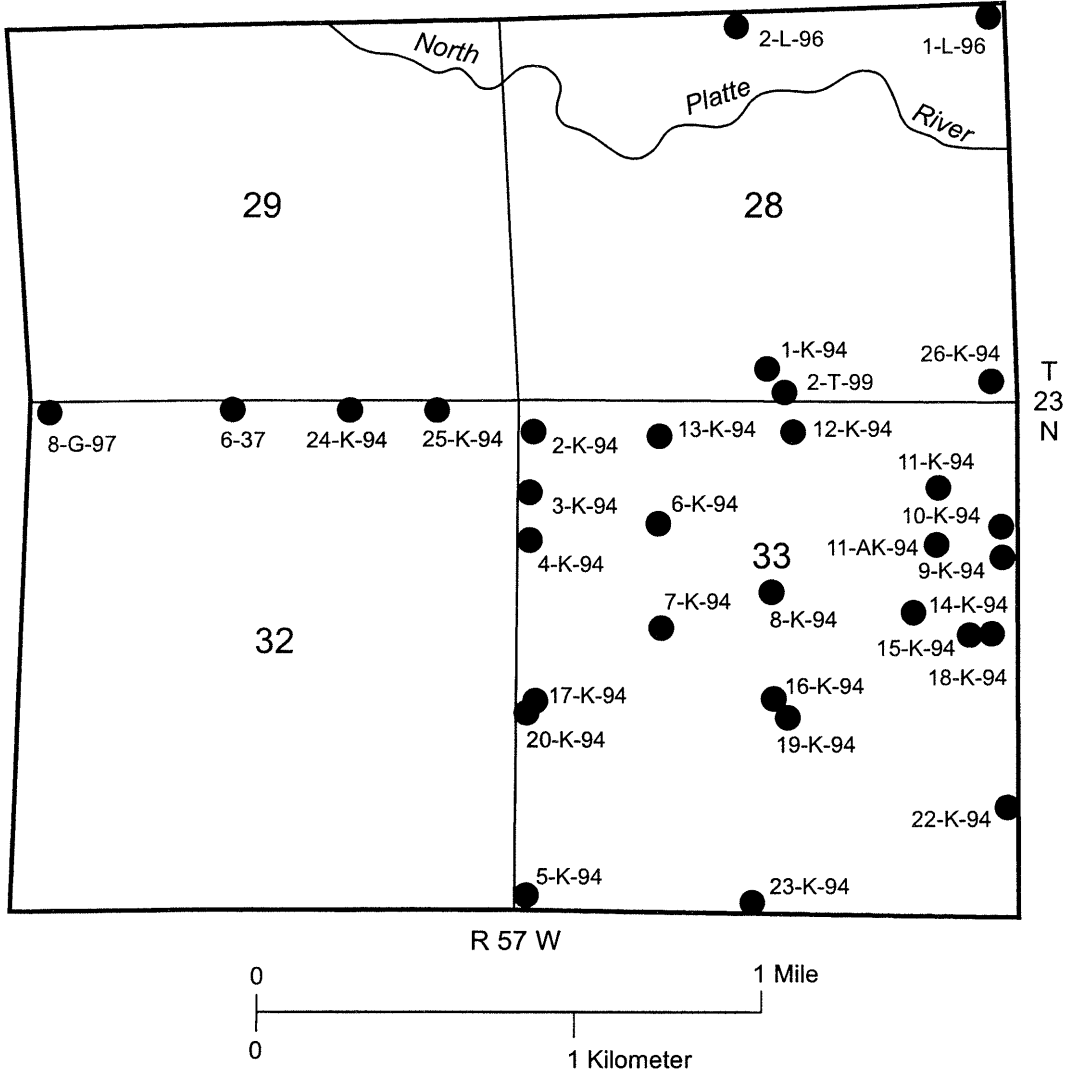 2-L-96
1-L-96
North
Platte
River
29
28
1-K-94
26-K-94
2-T-99
T
23
N
8-G-97
6-37
24-K-94
25-K-94
2-K-94
13-K-94
12-K-94
11-K-94
3-K-94
6-K-94
10-K-94
11-AK-94
33
4-K-94
9-K-94
7-K-94
14-K-94
8-K-94
32
15-K-94
18-K-94
17-K-94
16-K-94
20-K-94
19-K-94
22-K-94
5-K-94
23-K-94
R 57 W
0
1 Mile
0
1 Kilometer